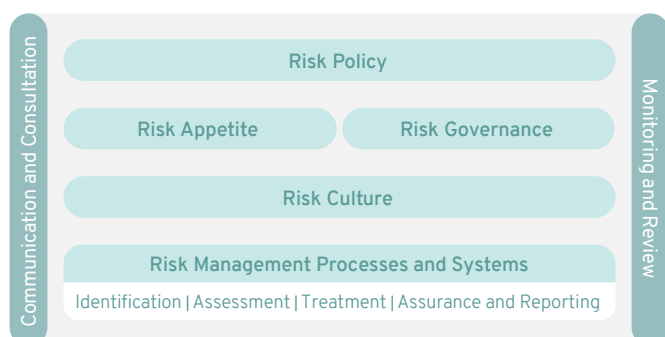 Communication and Consultation
Risk Policy
Risk Appetite
Risk Governance
Risk Culture
Risk Management Processes and Systems
Identification | Assessment | Treatment | Assurance and Reporting
Monitoring and Review